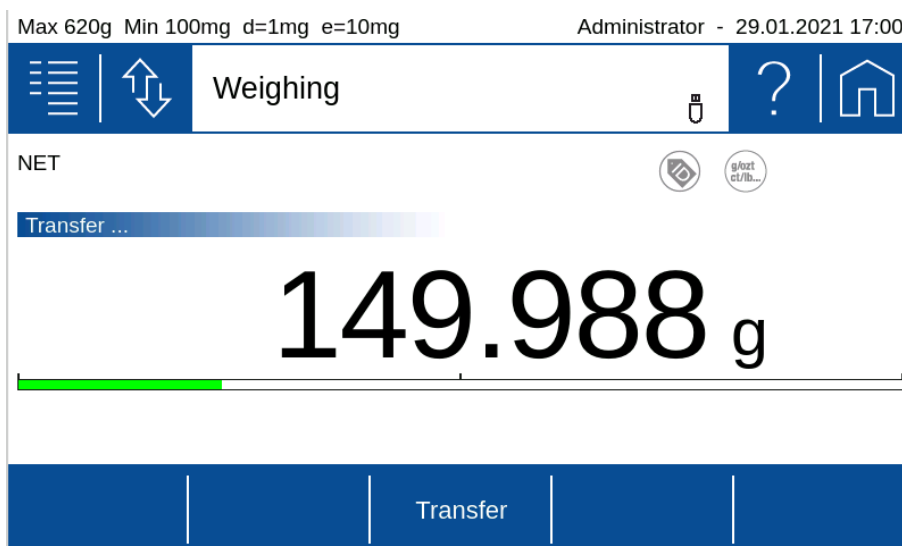 Max 620g Min 100mg d=1mg e=10mg Administrator - 29.01.2021 17:00
Weighing ?
NET
ID
g/ozt
ct/lb...
Transfer ...
149.988 g
Transfer